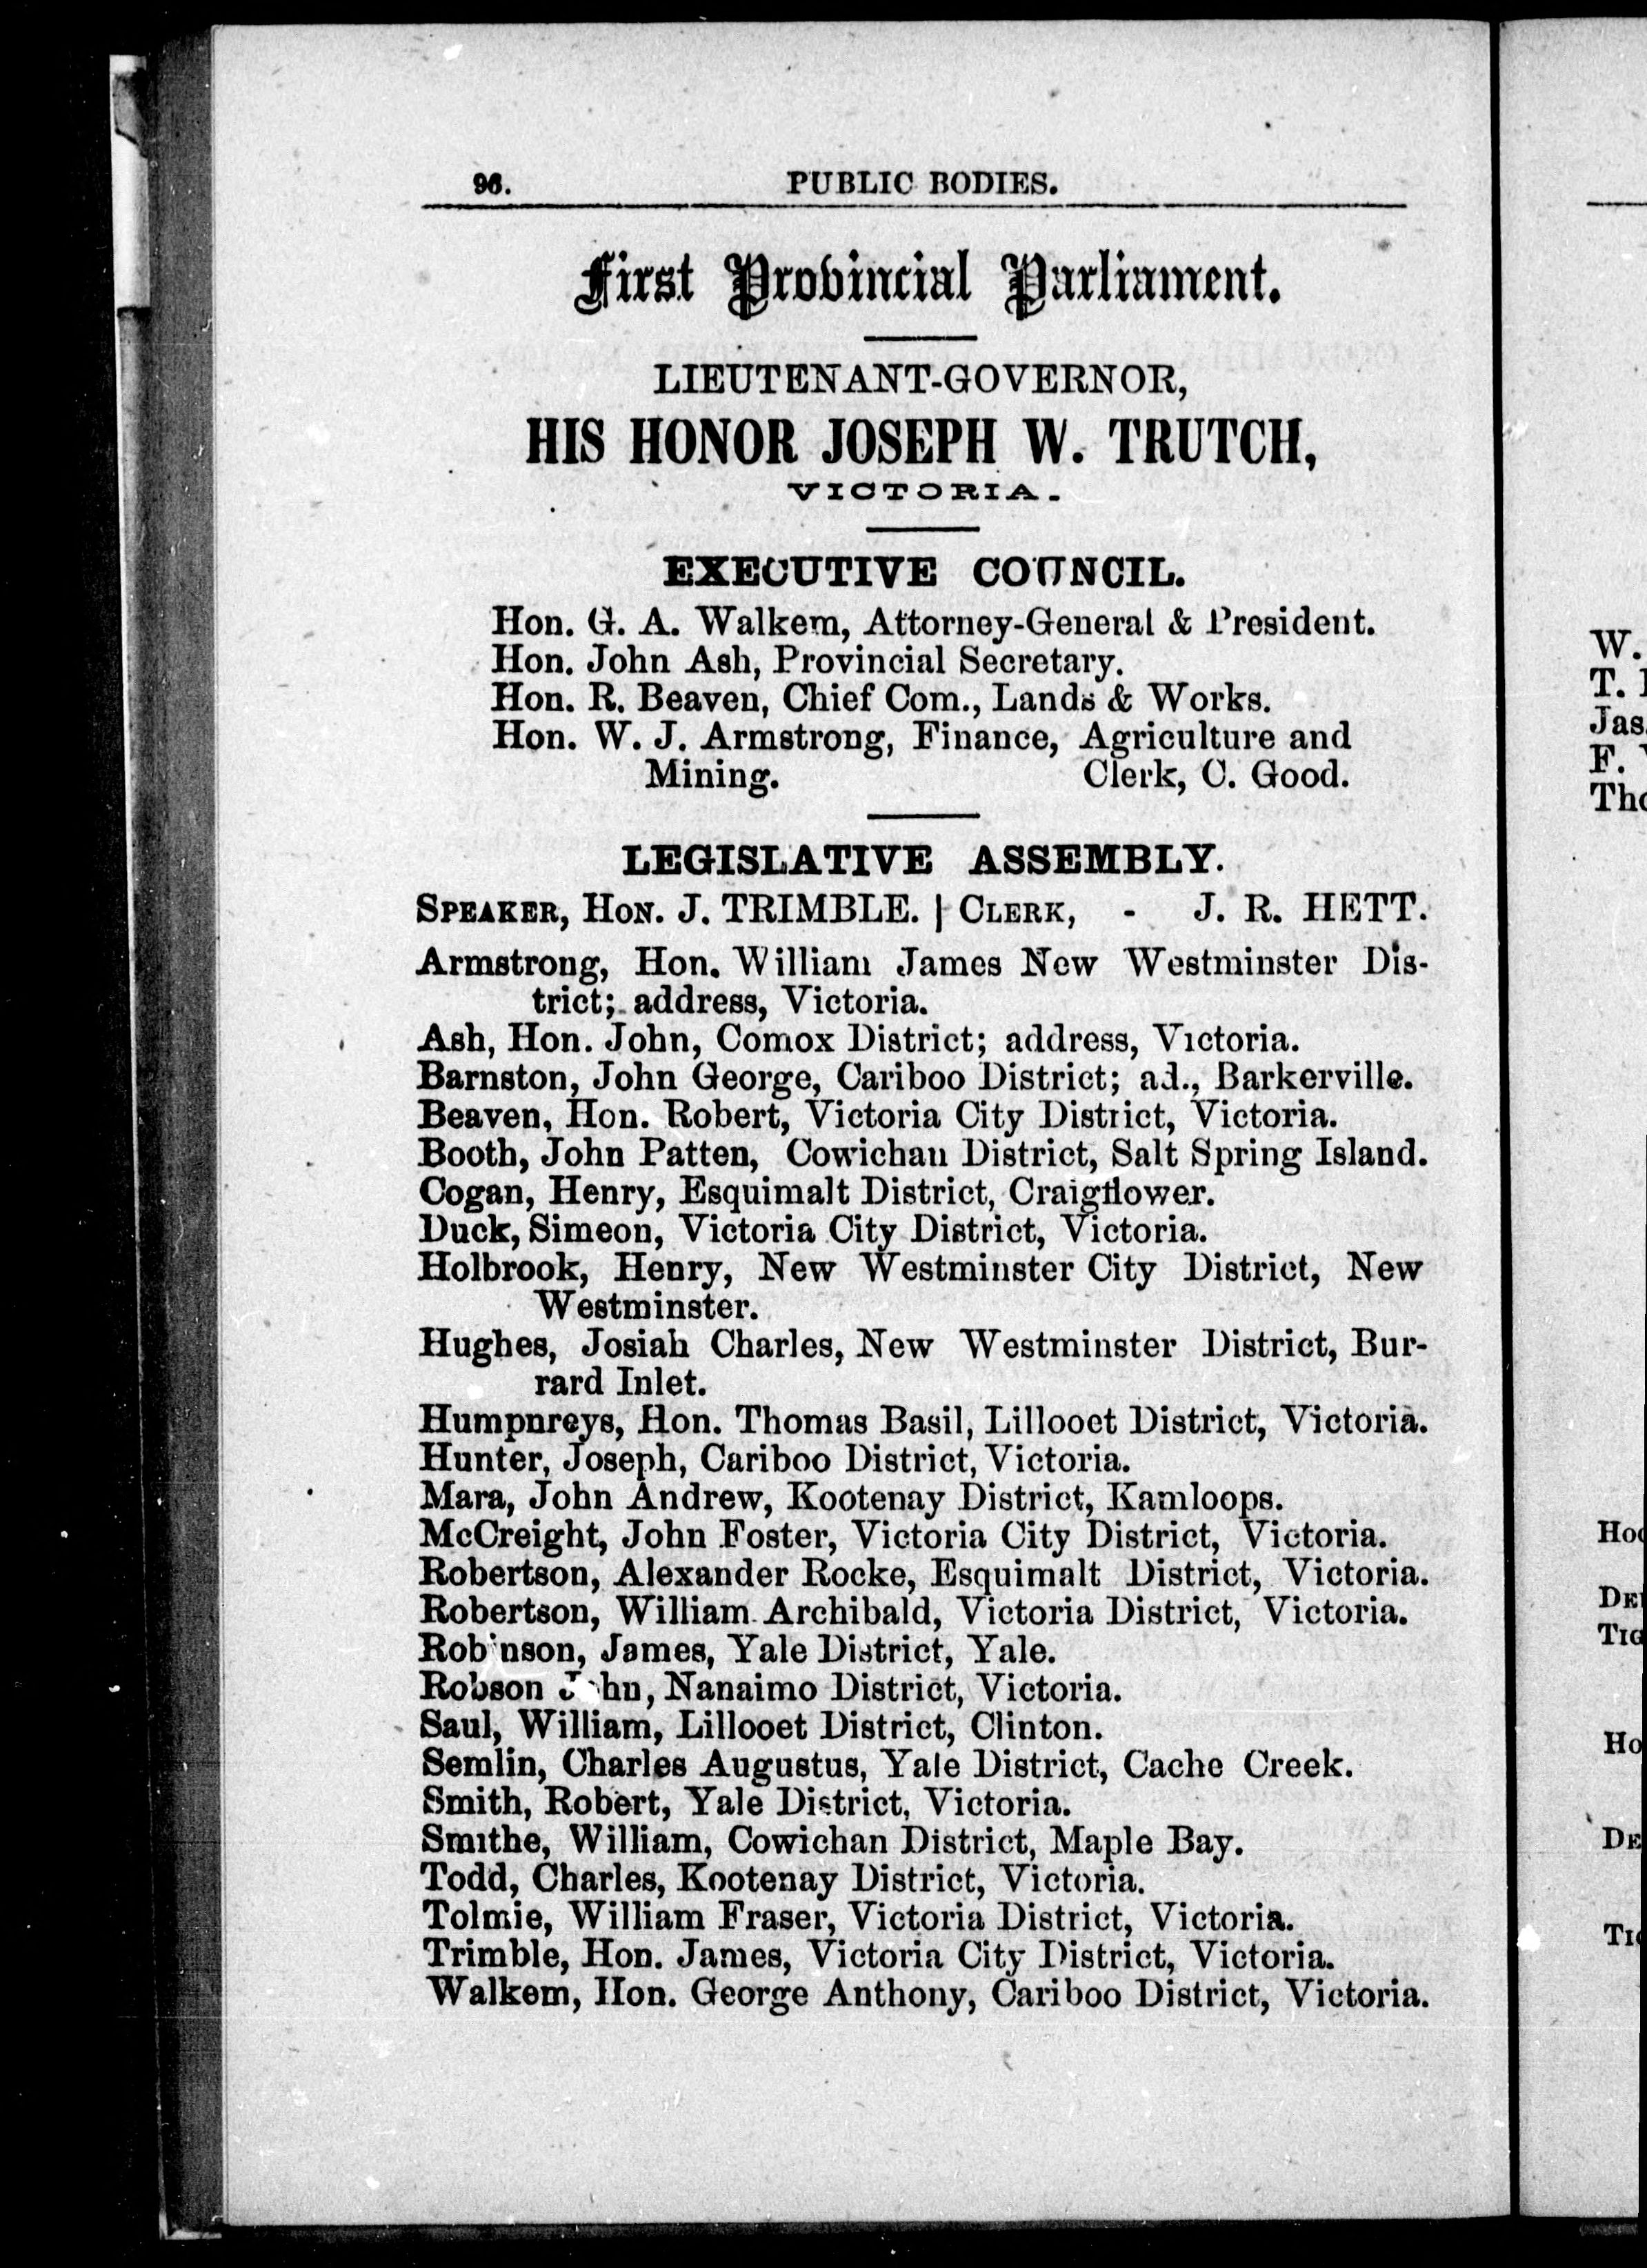 96. PUBLIC BODIES.
First Provincial Parliament.
LIEUTENANT-GOVERNOR,
HIS HONOR JOSEPH W. TRUTCH,
VICTORIA.
EXECUTIVE COUNCIL.
Hon. G. A. Walkem, Attorney-General & President.
Hon. John Ash, Provincial Secretary.
Hon. R. Beaven, Chief Com., Lands & Works.
Hon. W. J. Armstrong, Finance, Agriculture and
Mining. Clerk, C. Good.
LEGISLATIVE ASSEMBLY.
SPEAKER, HON. J. TRIMBLE. | CLERK, - J. R. HETT.
Armstrong, Hon. William James New Westminster Dis-
trict; address, Victoria.
Ash, Hon. John, Comox District; address, Victoria.
Barnston, John George, Cariboo District; ad., Barkerville.
Beaven, Hon. Robert, Victoria City District, Victoria.
Booth, John Patten, Cowichan District, Salt Spring Island.
Cogan, Henry, Esquimalt District, Craigflower.
Duck, Simeon, Victoria City District, Victoria.
Holbrook, Henry, New Westminster City District, New
Westminster.
Hughes, Josiah Charles, New Westminster District, Bur-
rard Inlet.
Humphreys, Hon. Thomas Basil, Lillooet District, Victoria.
Hunter, Joseph, Cariboo District, Victoria.
Mara, John Andrew, Kootenay District, Kamloops.
McCreight, John Foster, Victoria City District, Victoria.
Robertson, Alexander Rocke, Esquimalt District, Victoria.
Robertson, William Archibald, Victoria District, Victoria.
Robinson, James, Yale District, Yale.
Robson John, Nanaimo District, Victoria.
Saul, William, Lillooet District, Clinton.
Semlin, Charles Augustus, Yale District, Cache Creek.
Smith, Robert, Yale District, Victoria.
Smithe, William, Cowichan District, Maple Bay.
Todd, Charles, Kootenay District, Victoria.
Tolmie, William Fraser, Victoria District, Victoria.
Trimble, Hon. James, Victoria City District, Victoria.
Walkem, Hon. George Anthony, Cariboo District, Victoria.
W.
T.
Jas.
F.